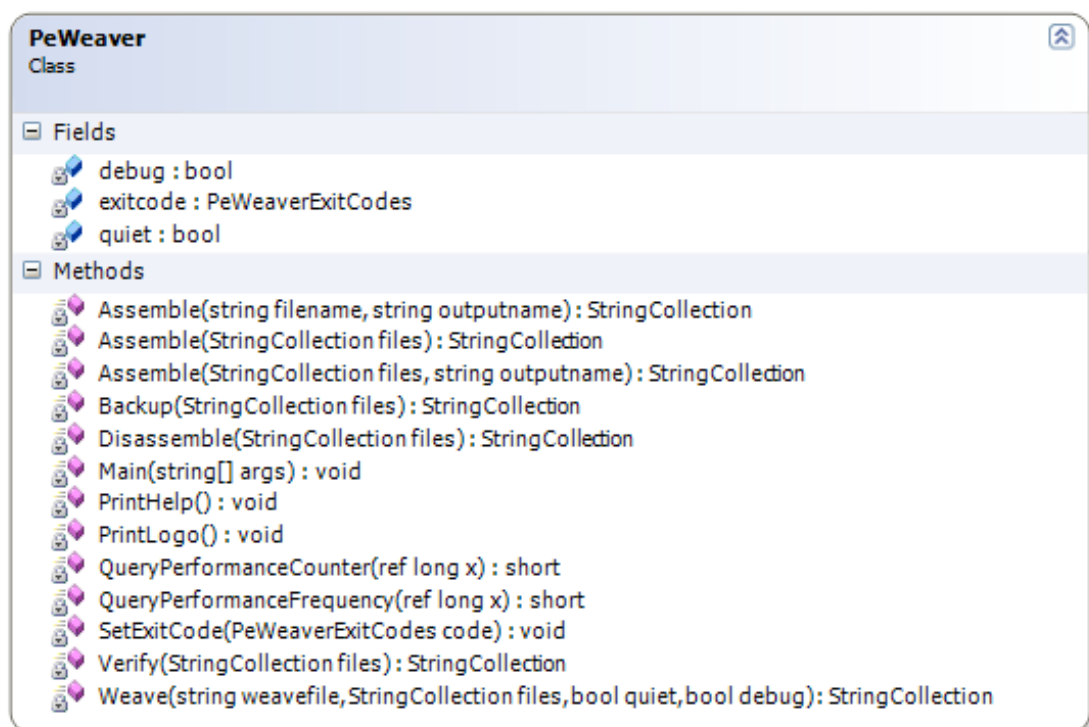 PeWeaver
Class
Fields
debug : bool
exitcode : PeWeaverExitCodes
quiet : bool
Methods
Assemble(string filename, string outputname) : StringCollection
Assemble(StringCollection files) : StringCollection
Assemble(StringCollection files, string outputname) : StringCollection
Backup(StringCollection files) : StringCollection
Disassemble(StringCollection files) : StringCollection
Main(string[] args) : void
PrintHelp() : void
PrintLogo() : void
QueryPerformanceCounter(ref long x) : short
QueryPerformanceFrequency(ref long x) : short
SetExitCode(PeWeaverExitCodes code) : void
Verify(StringCollection files) : StringCollection
Weave(string weavefile,StringCollection files,bool quiet,bool debug) : StringCollection